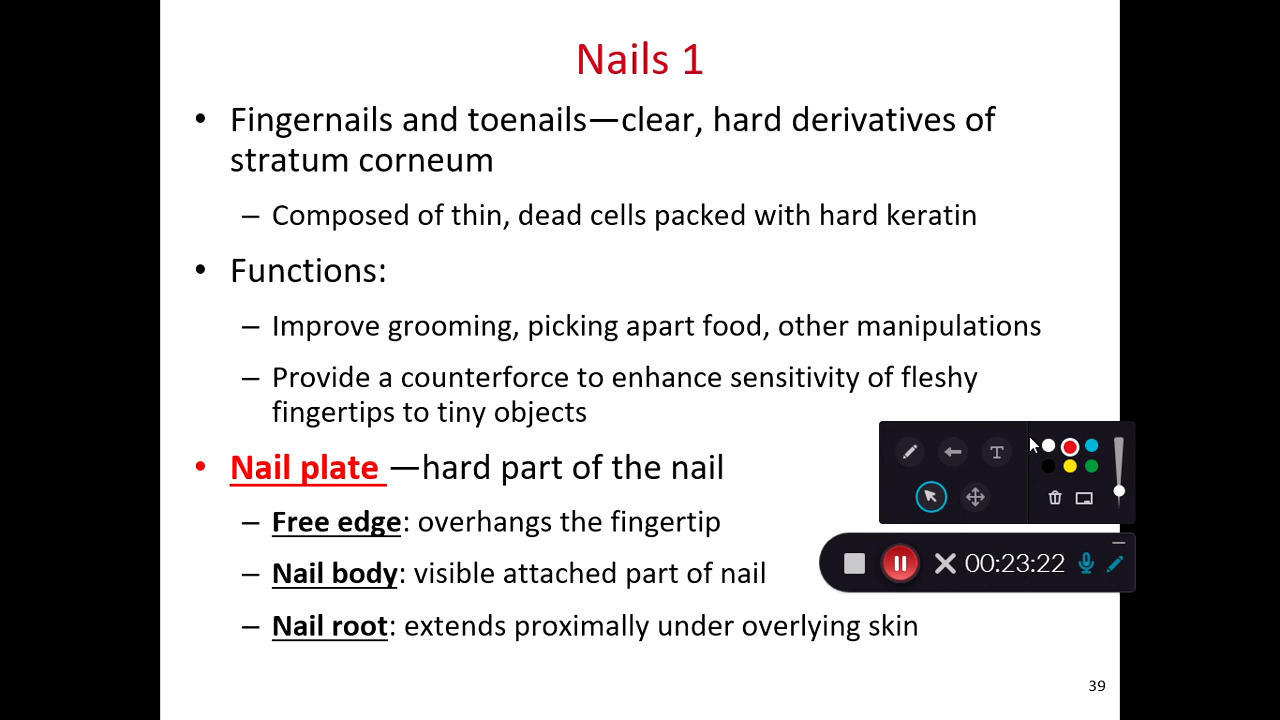 Nails 1
• Fingernails and toenails—clear, hard derivatives of
stratum corneum
– Composed of thin, dead cells packed with hard keratin
• Functions:
– Improve grooming, picking apart food, other manipulations
– Provide a counterforce to enhance sensitivity of fleshy
fingertips to tiny objects
• Nail plate —hard part of the nail
– Free edge: overhangs the fingertip
– Nail body: visible attached part of nail
– Nail root: extends proximally under overlying skin
T
00:23:22
39